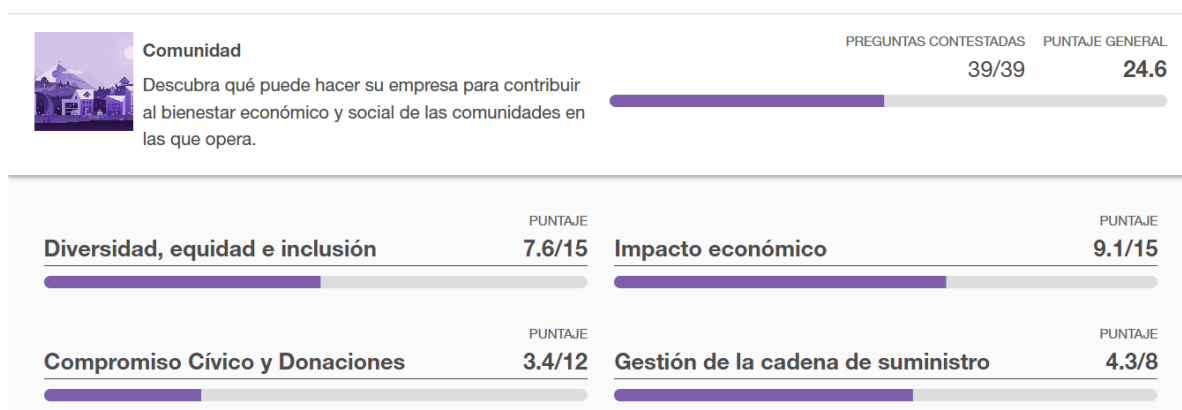 Comunidad
Descubra qué puede hacer su empresa para contribuir
al bienestar económico y social de las comunidades en
las que opera.
PREGUNTAS CONTESTADAS PUNTAJE GENERAL
39/39 24.6
PUNTAJE
Diversidad, equidad e inclusión 7.6/15
PUNTAJE
Impacto económico 9.1/15
PUNTAJE
Compromiso Cívico y Donaciones 3.4/12
PUNTAJE
Gestión de la cadena de suministro 4.3/8